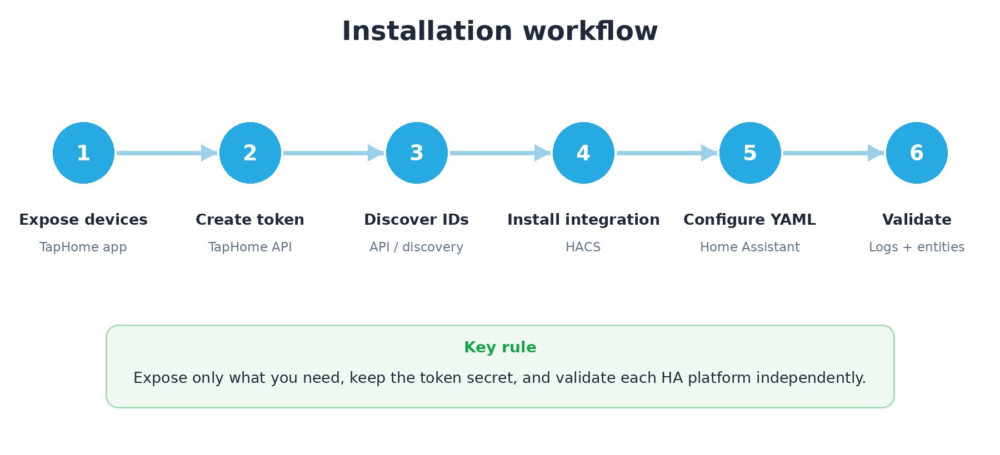 Installation workflow
1
2
3
4
5
6
Expose devices
Create token
Discover IDs
Install integration
Configure YAML
Validate
TapHome app
TapHome API
API / discovery
HACS
Home Assistant
Logs + entities
Key rule
Expose only what you need, keep the token secret, and validate each HA platform independently.